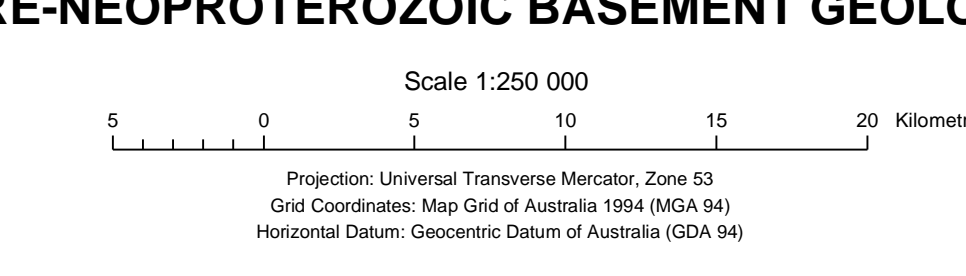 RE-NEOPROTEROZOIC BASEMENT GEOLO
Scale 1:250 000
5 0 5 10 15 20 Kilomet
Projection: Universal Transverse Mercator, Zone 53
Grid Coordinates: Map Grid of Australia 1994 (MGA 94)
Horizontal Datum: Geocentric Datum of Australia (GDA 94)